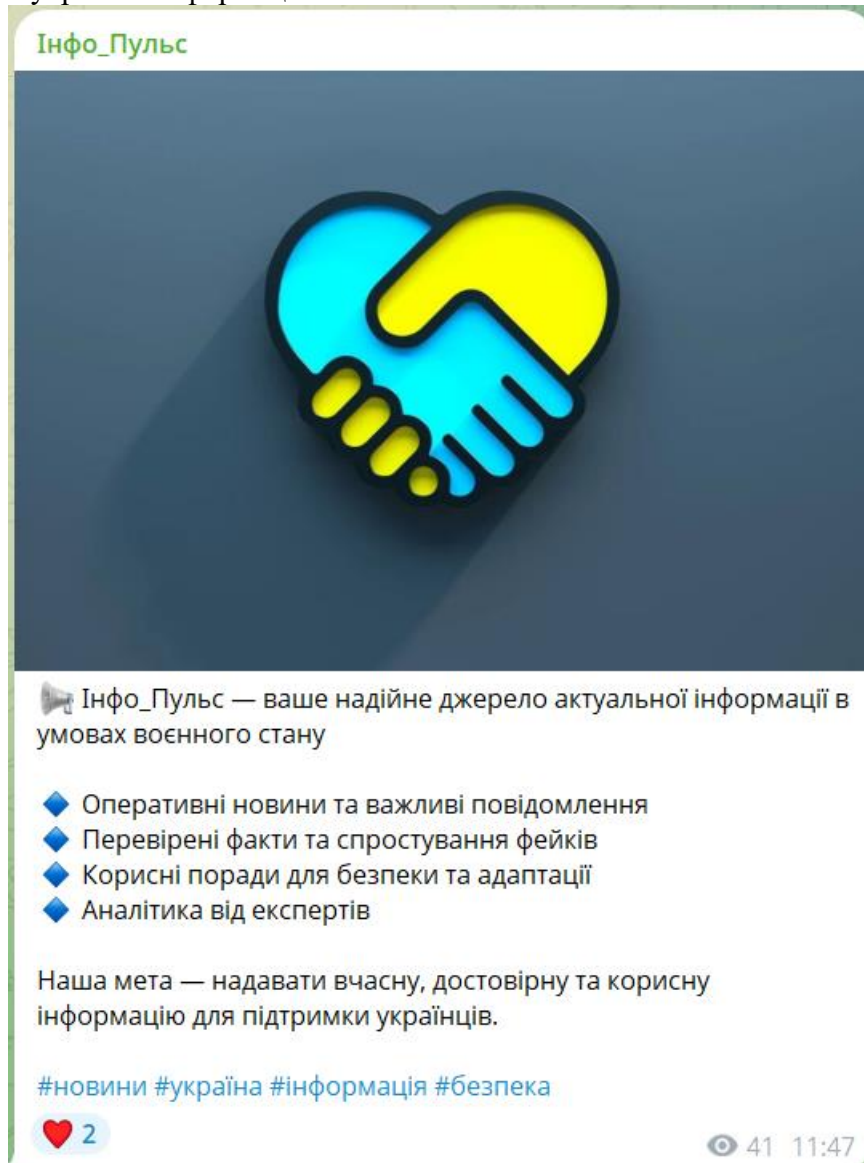 Інфо_Пульс
📢 Інфо_Пульс — ваше надійне джерело актуальної інформації в
умовах воєнного стану
🔹 Оперативні новини та важливі повідомлення
🔹 Перевірені факти та спростування фейків
🔹 Корисні поради для безпеки та адаптації
🔹 Аналітика від експертів
Наша мета — надавати вчасну, достовірну та корисну
інформацію для підтримки українців.
#новини #україна #інформація #безпека
❤️ 2
41 11:47